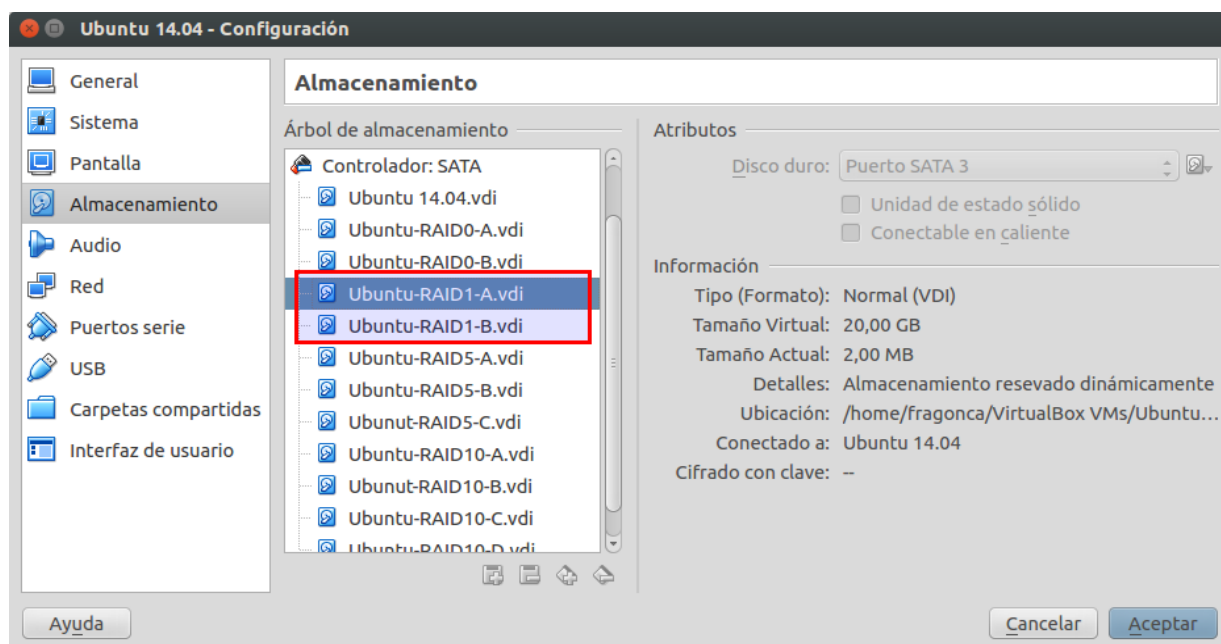 Ubuntu 14.04 - Configuración
General
Sistema
Pantalla
Almacenamiento
Audio
Red
Puertos serie
USB
Carpetas compartidas
Interfaz de usuario
Almacenamiento
Árbol de almacenamiento
Controlador: SATA
Ubuntu 14.04.vdi
Ubuntu-RAID0-A.vdi
Ubuntu-RAID0-B.vdi
Ubuntu-RAID1-A.vdi
Ubuntu-RAID1-B.vdi
Ubuntu-RAID5-A.vdi
Ubuntu-RAID5-B.vdi
Ubunut-RAID5-C.vdi
Ubuntu-RAID10-A.vdi
Ubunut-RAID10-B.vdi
Ubuntu-RAID10-C.vdi
Ubuntu-RAID10-D.vdi
Atributos
Disco duro: Puerto SATA 3
Unidad de estado sólido
Conectable en caliente
Información
Tipo (Formato): Normal (VDI)
Tamaño Virtual: 20,00 GB
Tamaño Actual: 2,00 MB
Detalles: Almacenamiento resevado dinámicamente
Ubicación: /home/fragonca/VirtualBox VMs/Ubuntu...
Conectado a: Ubuntu 14.04
Cifrado con clave: --
Ayuda
Cancelar
Aceptar